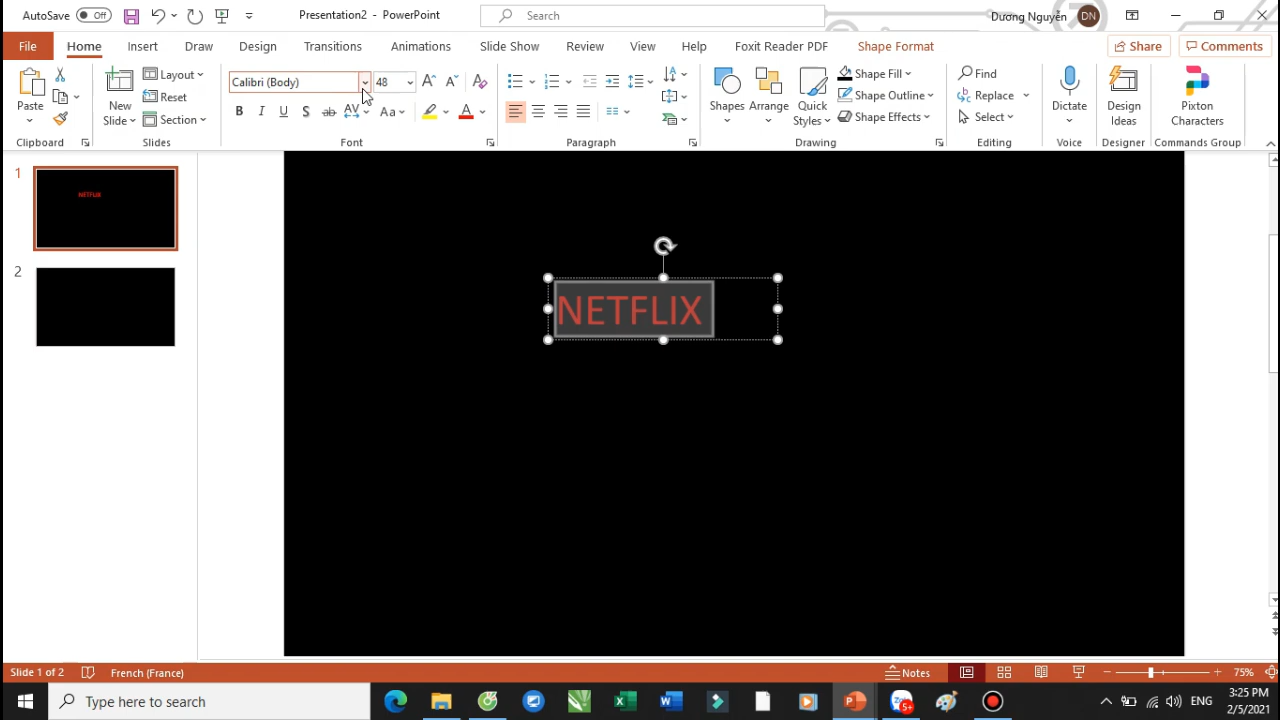 AutoSave Off Presentation2 - PowerPoint Search Dương Nguyễn DN
File Home Insert Draw Design Transitions Animations Slide Show Review View Help Foxit Reader PDF Shape Format Share Comments
Paste Layout Reset Section New Slide Calibri (Body) 48 B I U S ab AV Aa A Shapes Arrange Quick Styles Shape Fill Shape Outline Shape Effects Find Replace Select Dictate Design Ideas Pixton Characters
Clipboard Slides Font Paragraph Drawing Editing Voice Designer Commands Group
1
NETFLIX
2
NETFLIX
Slide 1 of 2 French (France) Notes 75%
Type here to search 5+ ENG 3:25 PM 2/5/2021